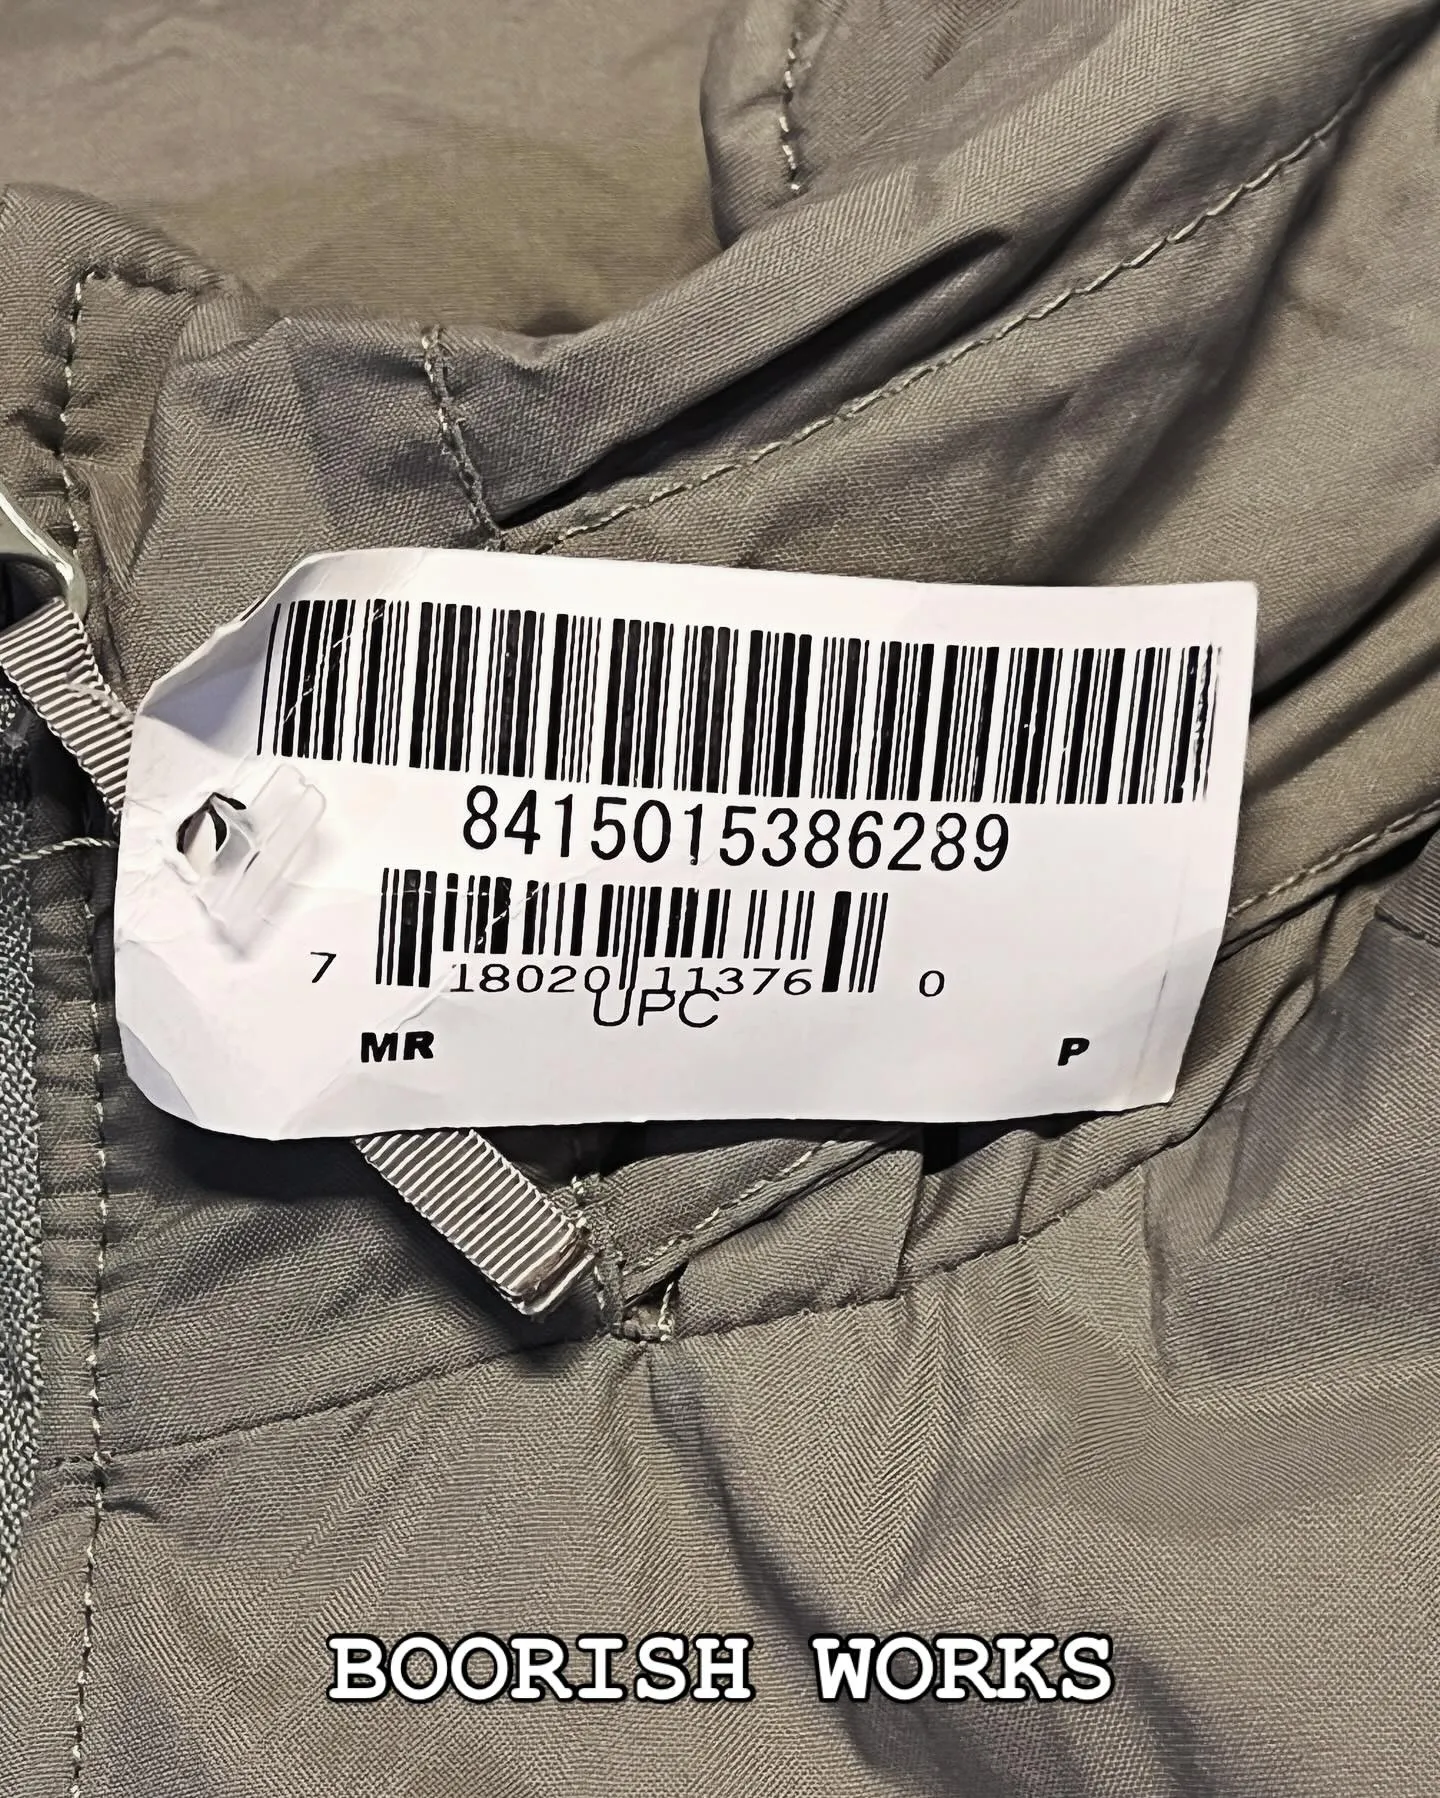 8415015386289
7 18020 11376 0
UPC
MR P
BOORISH WORKS